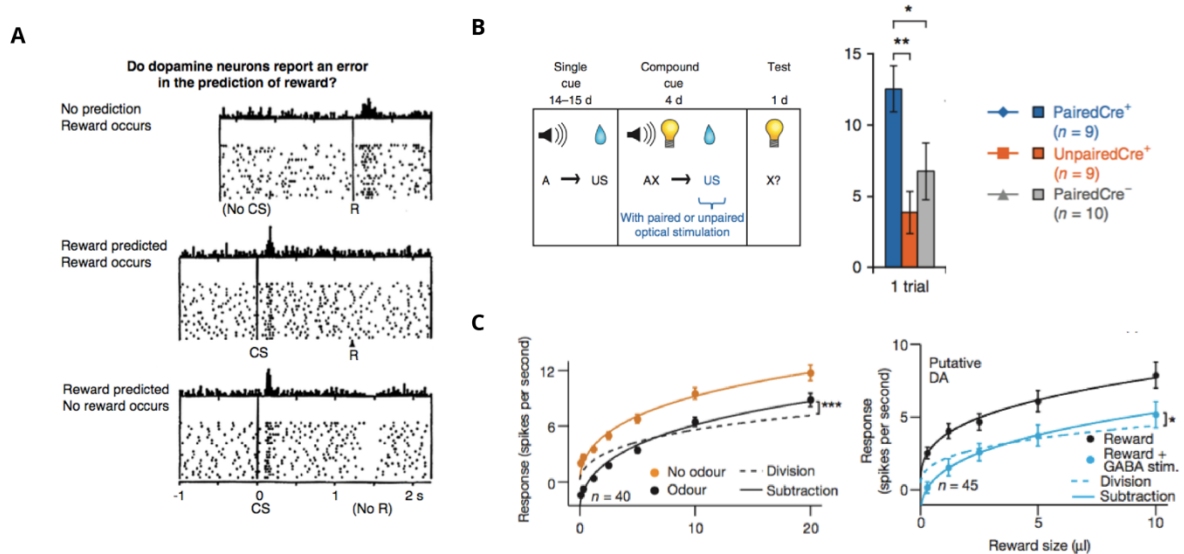 A
Do dopamine neurons report an error
in the prediction of reward?
No prediction
Reward occurs
(No CS)
R
Reward predicted
Reward occurs
CS
R
Reward predicted
No reward occurs
-1
0
1
2 s
CS
(No R)
B
Single
cue
14–15 d
Compound
cue
4 d
Test
1 d
A → US
AX → US
X?
With paired or unpaired
optical stimulation
*
**
15
10
5
0
1 trial
PairedCre+
(n = 9)
UnpairedCre+
(n = 9)
PairedCre−
(n = 10)
C
Response (spikes per second)
12
6
0
***
No odour
Odour
n = 40
Division
Subtraction
0
10
20
Response
(spikes per second)
10
5
0
Putative
DA
*
Reward
Reward +
GABA stim.
Division
Subtraction
n = 45
0
5
10
Reward size (µl)